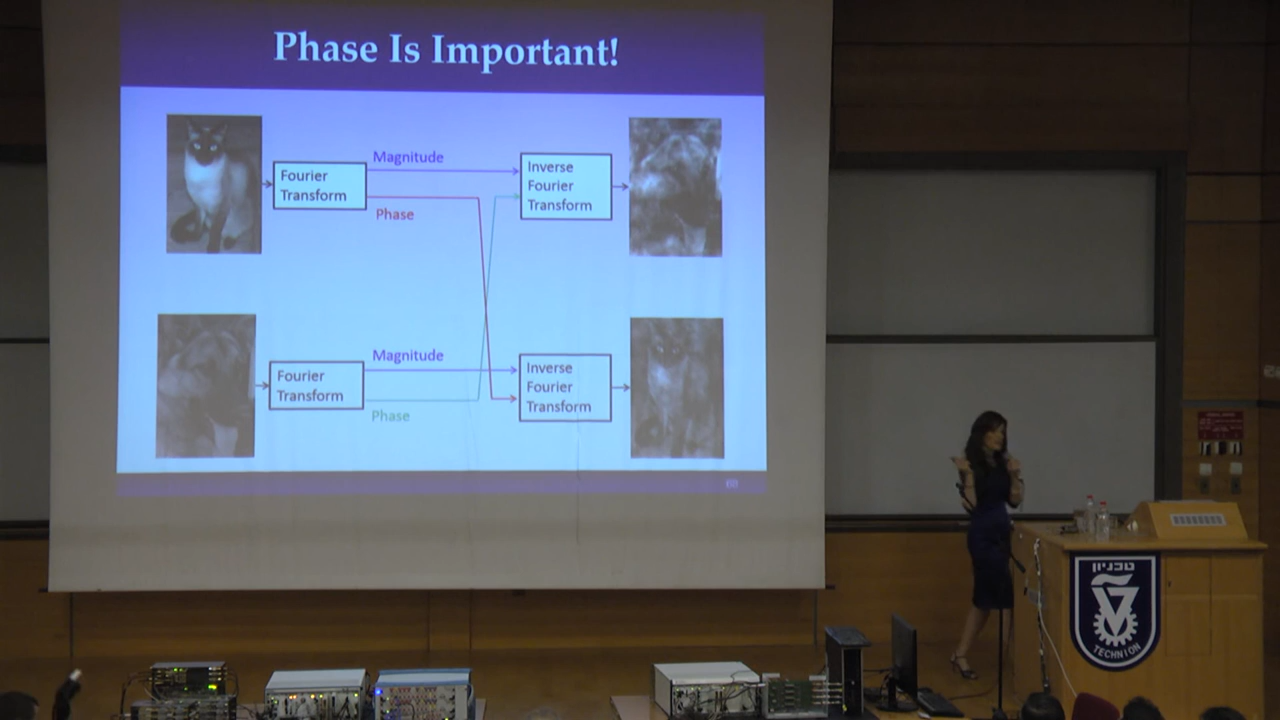 Phase Is Important!
Fourier
Transform
Magnitude
Phase
Inverse
Fourier
Transform
Fourier
Transform
Magnitude
Phase
Inverse
Fourier
Transform
טכניון
TECHNION